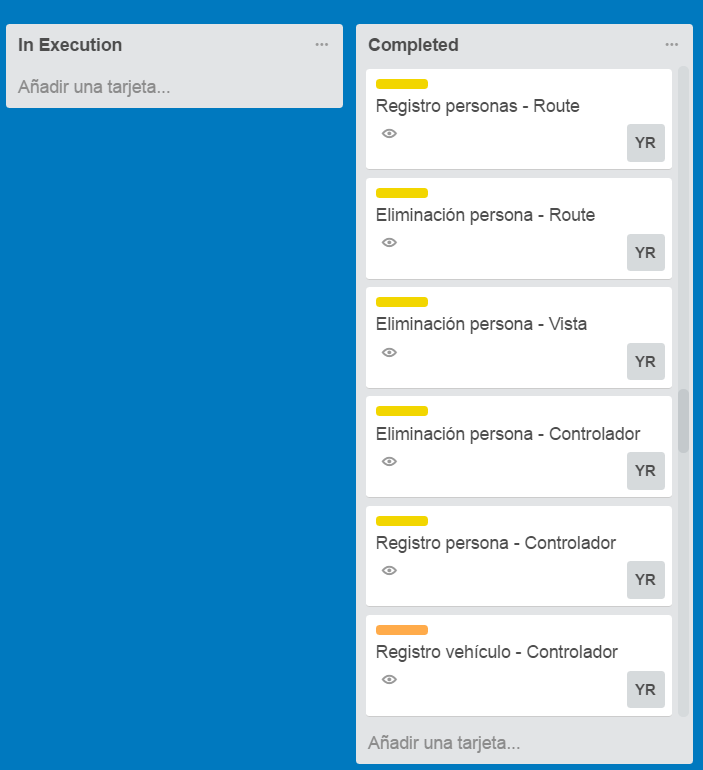 In Execution
Añadir una tarjeta...
Completed
Registro personas - Route
YR
Eliminación persona - Route
YR
Eliminación persona - Vista
YR
Eliminación persona - Controlador
YR
Registro persona - Controlador
YR
Registro vehículo - Controlador
YR
Añadir una tarjeta...